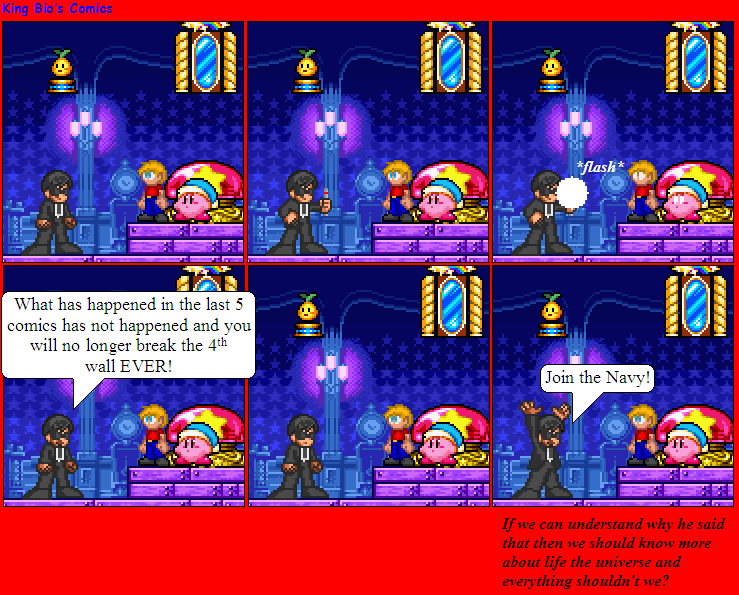 King Bio's Comics
*flash*
What has happened in the last 5
comics has not happened and you
will no longer break the 4th
wall EVER!
Join the Navy!
If we can understand why he said
that then we should know more
about life the universe and
everything shouldn't we?